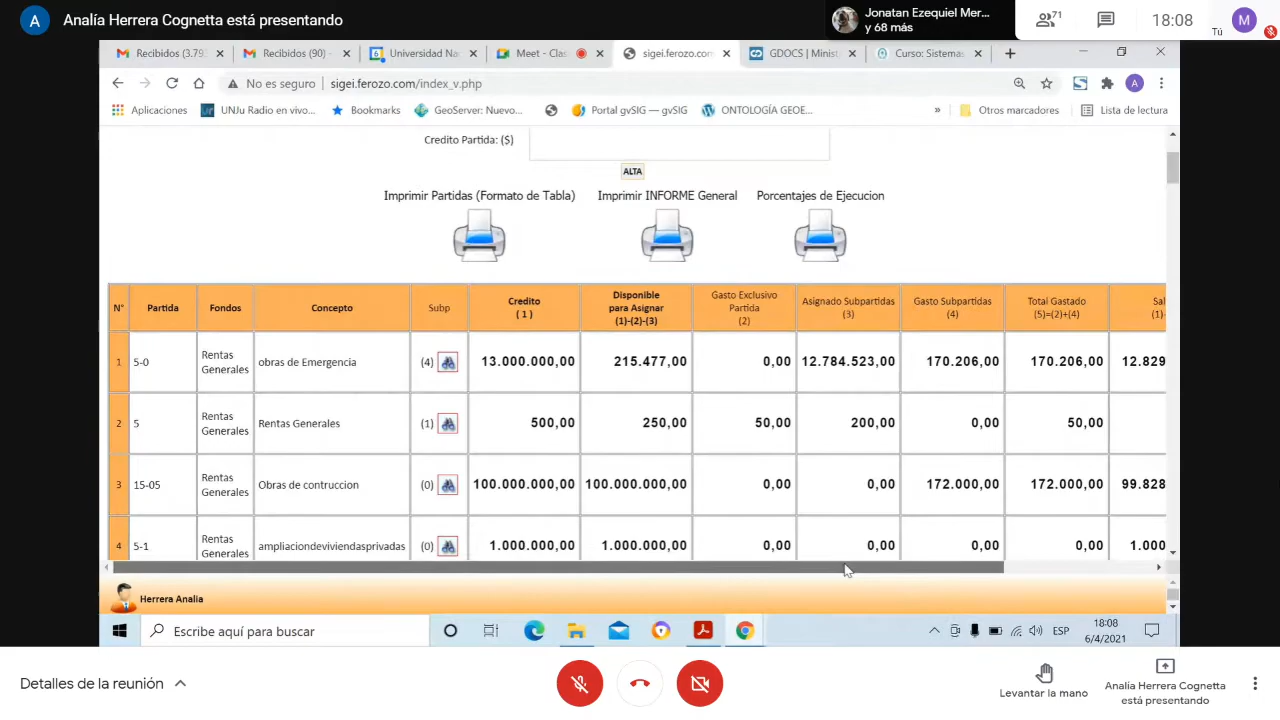 A Analía Herrera Cognetta está presentando
Jonatan Ezequiel Mer...
y 68 más
71
18:08
Tú
M
Recibidos (3.79
Recibidos (90) -
Universidad Na
Meet - Clas
sigei.ferozo.com
GDOCS | Minist
Curso: Sistemas
No es seguro | sigei.ferozo.com/index_v.php
A
Aplicaciones
UNJu Radio en vivo...
Bookmarks
GeoServer: Nuevo...
Portal gvSIG — gvSIG
ONTOLOGÍA GEOE...
»
Otros marcadores
Lista de lectura
Credito Partida: ($)
ALTA
Imprimir Partidas (Formato de Tabla)
Imprimir INFORME General
Porcentajes de Ejecucion
N° Partida Fondos Concepto Subp Credito ( 1 ) Disponible para Asignar (1)-(2)-(3) Gasto Exclusivo Partida (2) Asignado Subpartidas (3) Gasto Subpartidas (4) Total Gastado (5)=(2)+(4) Sal (1)-
1 5-0 Rentas Generales obras de Emergencia (4) 13.000.000,00 215.477,00 0,00 12.784.523,00 170.206,00 170.206,00 12.829
2 5 Rentas Generales Rentas Generales (1) 500,00 250,00 50,00 200,00 0,00 50,00
3 15-05 Rentas Generales Obras de contruccion (0) 100.000.000,00 100.000.000,00 0,00 0,00 172.000,00 172.000,00 99.828
4 5-1 Rentas Generales ampliaciondeviviendasprivadas (0) 1.000.000,00 1.000.000,00 0,00 0,00 0,00 0,00 1.000
Herrera Analia
Escribe aquí para buscar
ESP
18:08
6/4/2021
Detalles de la reunión
Levantar la mano
Analía Herrera Cognetta
está presentando